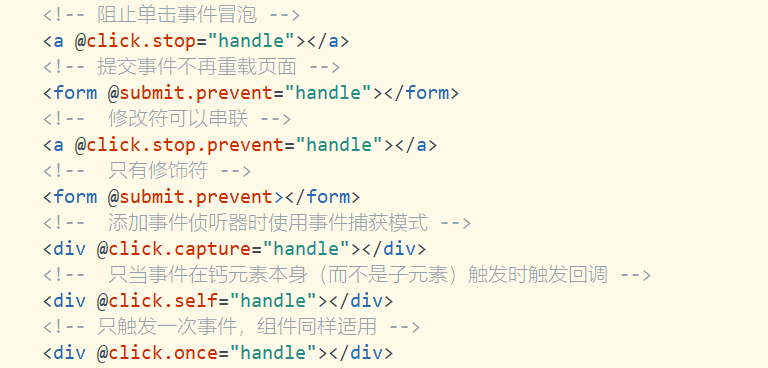 <!-- 阻止单击事件冒泡 -->
<a @click.stop="handle"></a>
<!-- 提交事件不再重载页面 -->
<form @submit.prevent="handle"></form>
<!--  修改符可以串联 -->
<a @click.stop.prevent="handle"></a>
<!--  只有修饰符 -->
<form @submit.prevent></form>
<!--  添加事件侦听器时使用事件捕获模式 -->
<div @click.capture="handle"></div>
<!--  只当事件在钙元素本身（而不是子元素）触发时触发回调 -->
<div @click.self="handle"></div>
<!-- 只触发一次事件，组件同样适用 -->
<div @click.once="handle"></div>